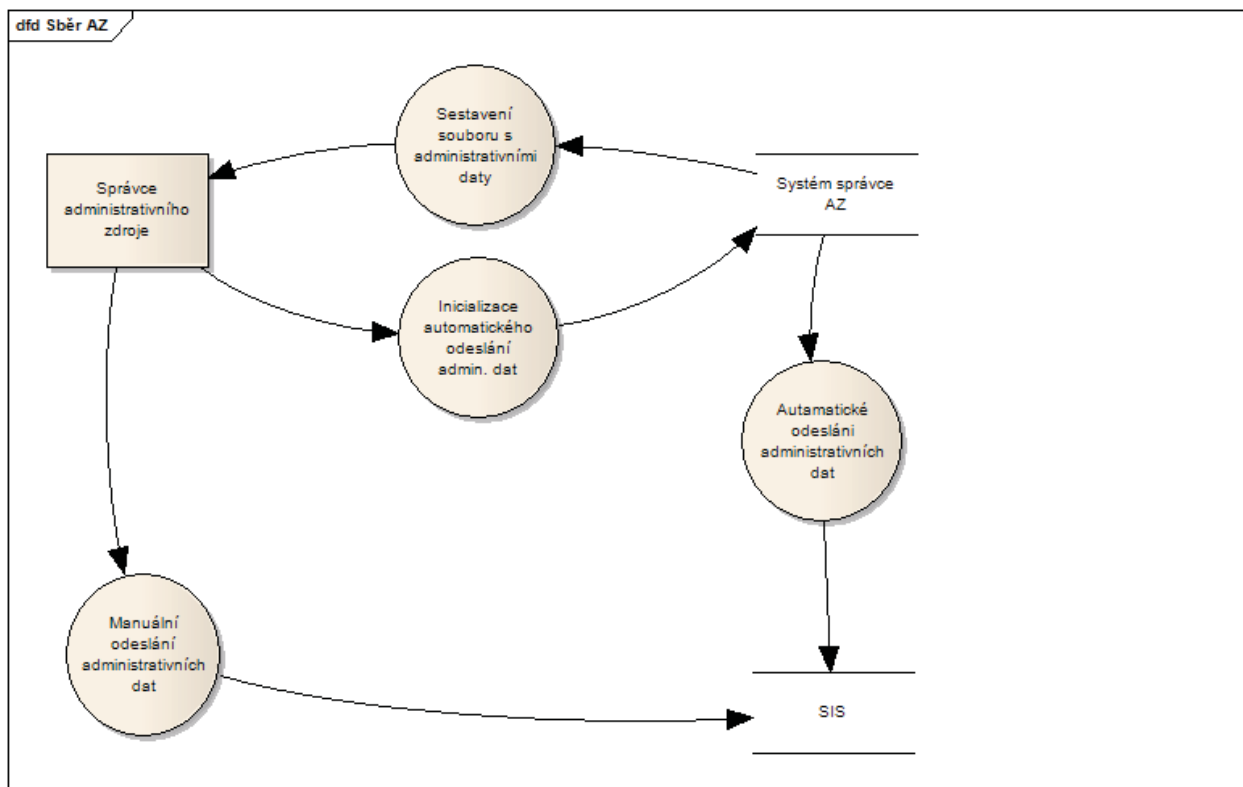 dfd Sběr AZ
Sestavení
souboru s
administrativními
daty
Správce
administrativního
zdroje
Systém správce
AZ
Inicializace
automatického
odeslání
admin. dat
Autamatické
odesláni
administrativních
dat
Manuální
odeslání
administrativních
dat
SIS